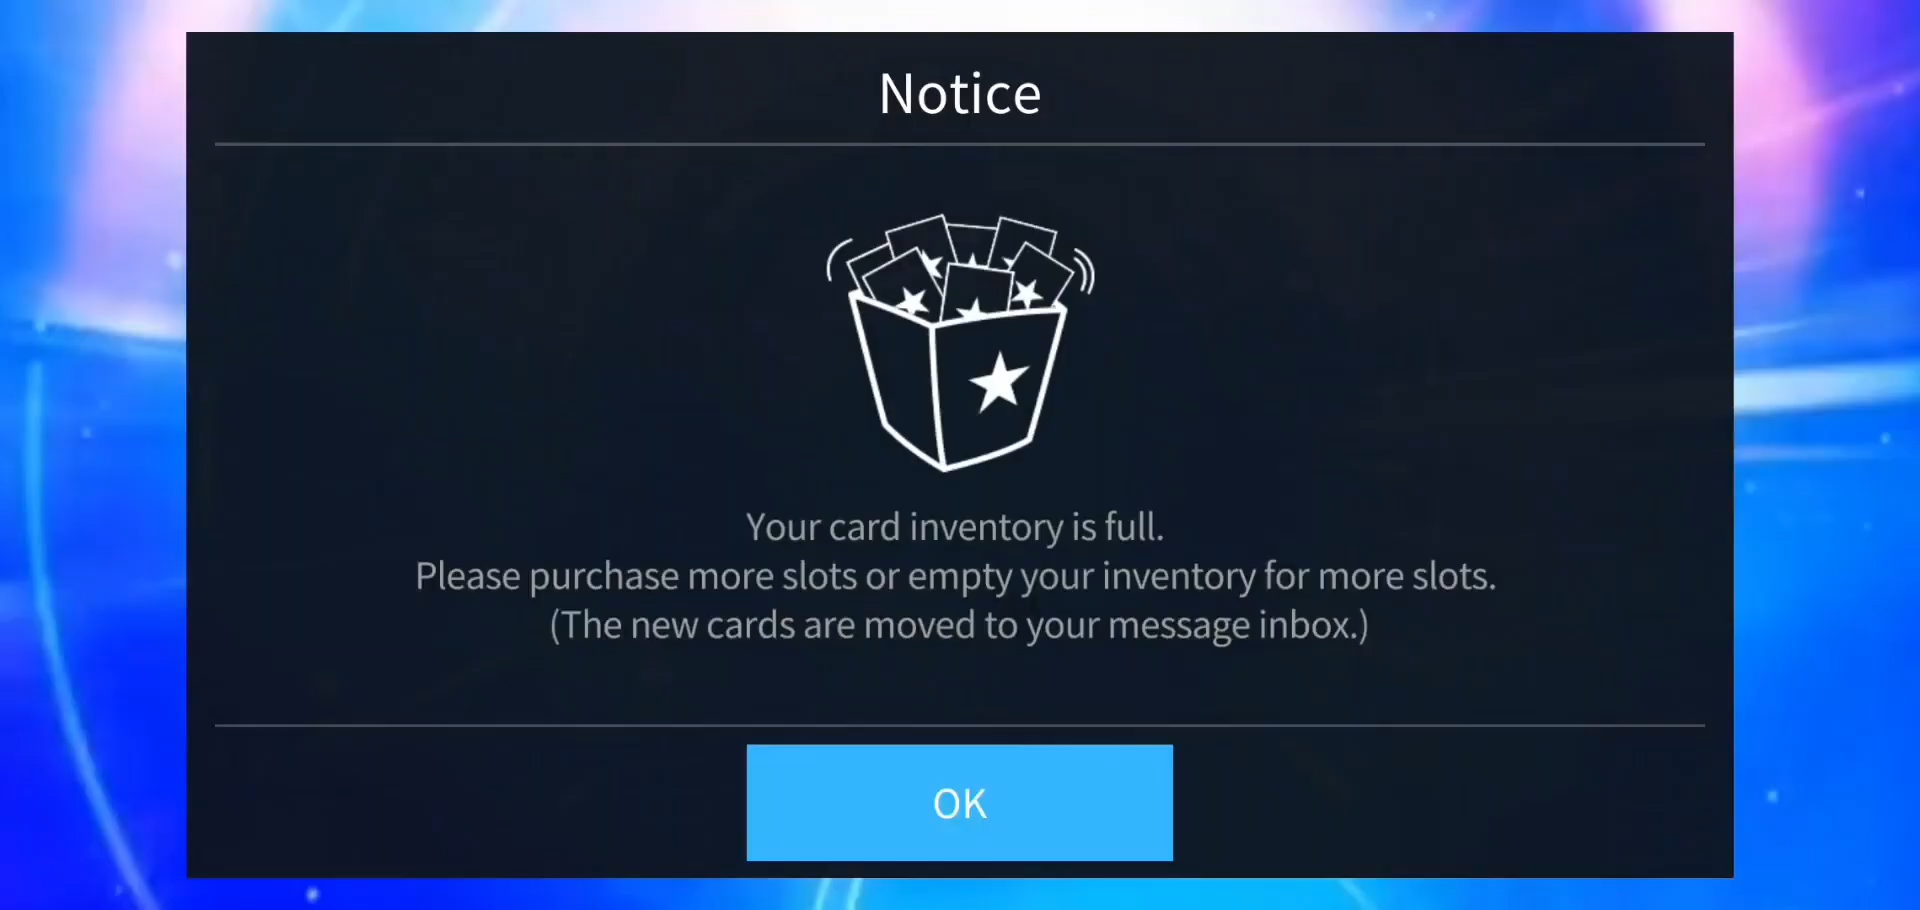 Notice
Your card inventory is full.
Please purchase more slots or empty your inventory for more slots.
(The new cards are moved to your message inbox.)
OK